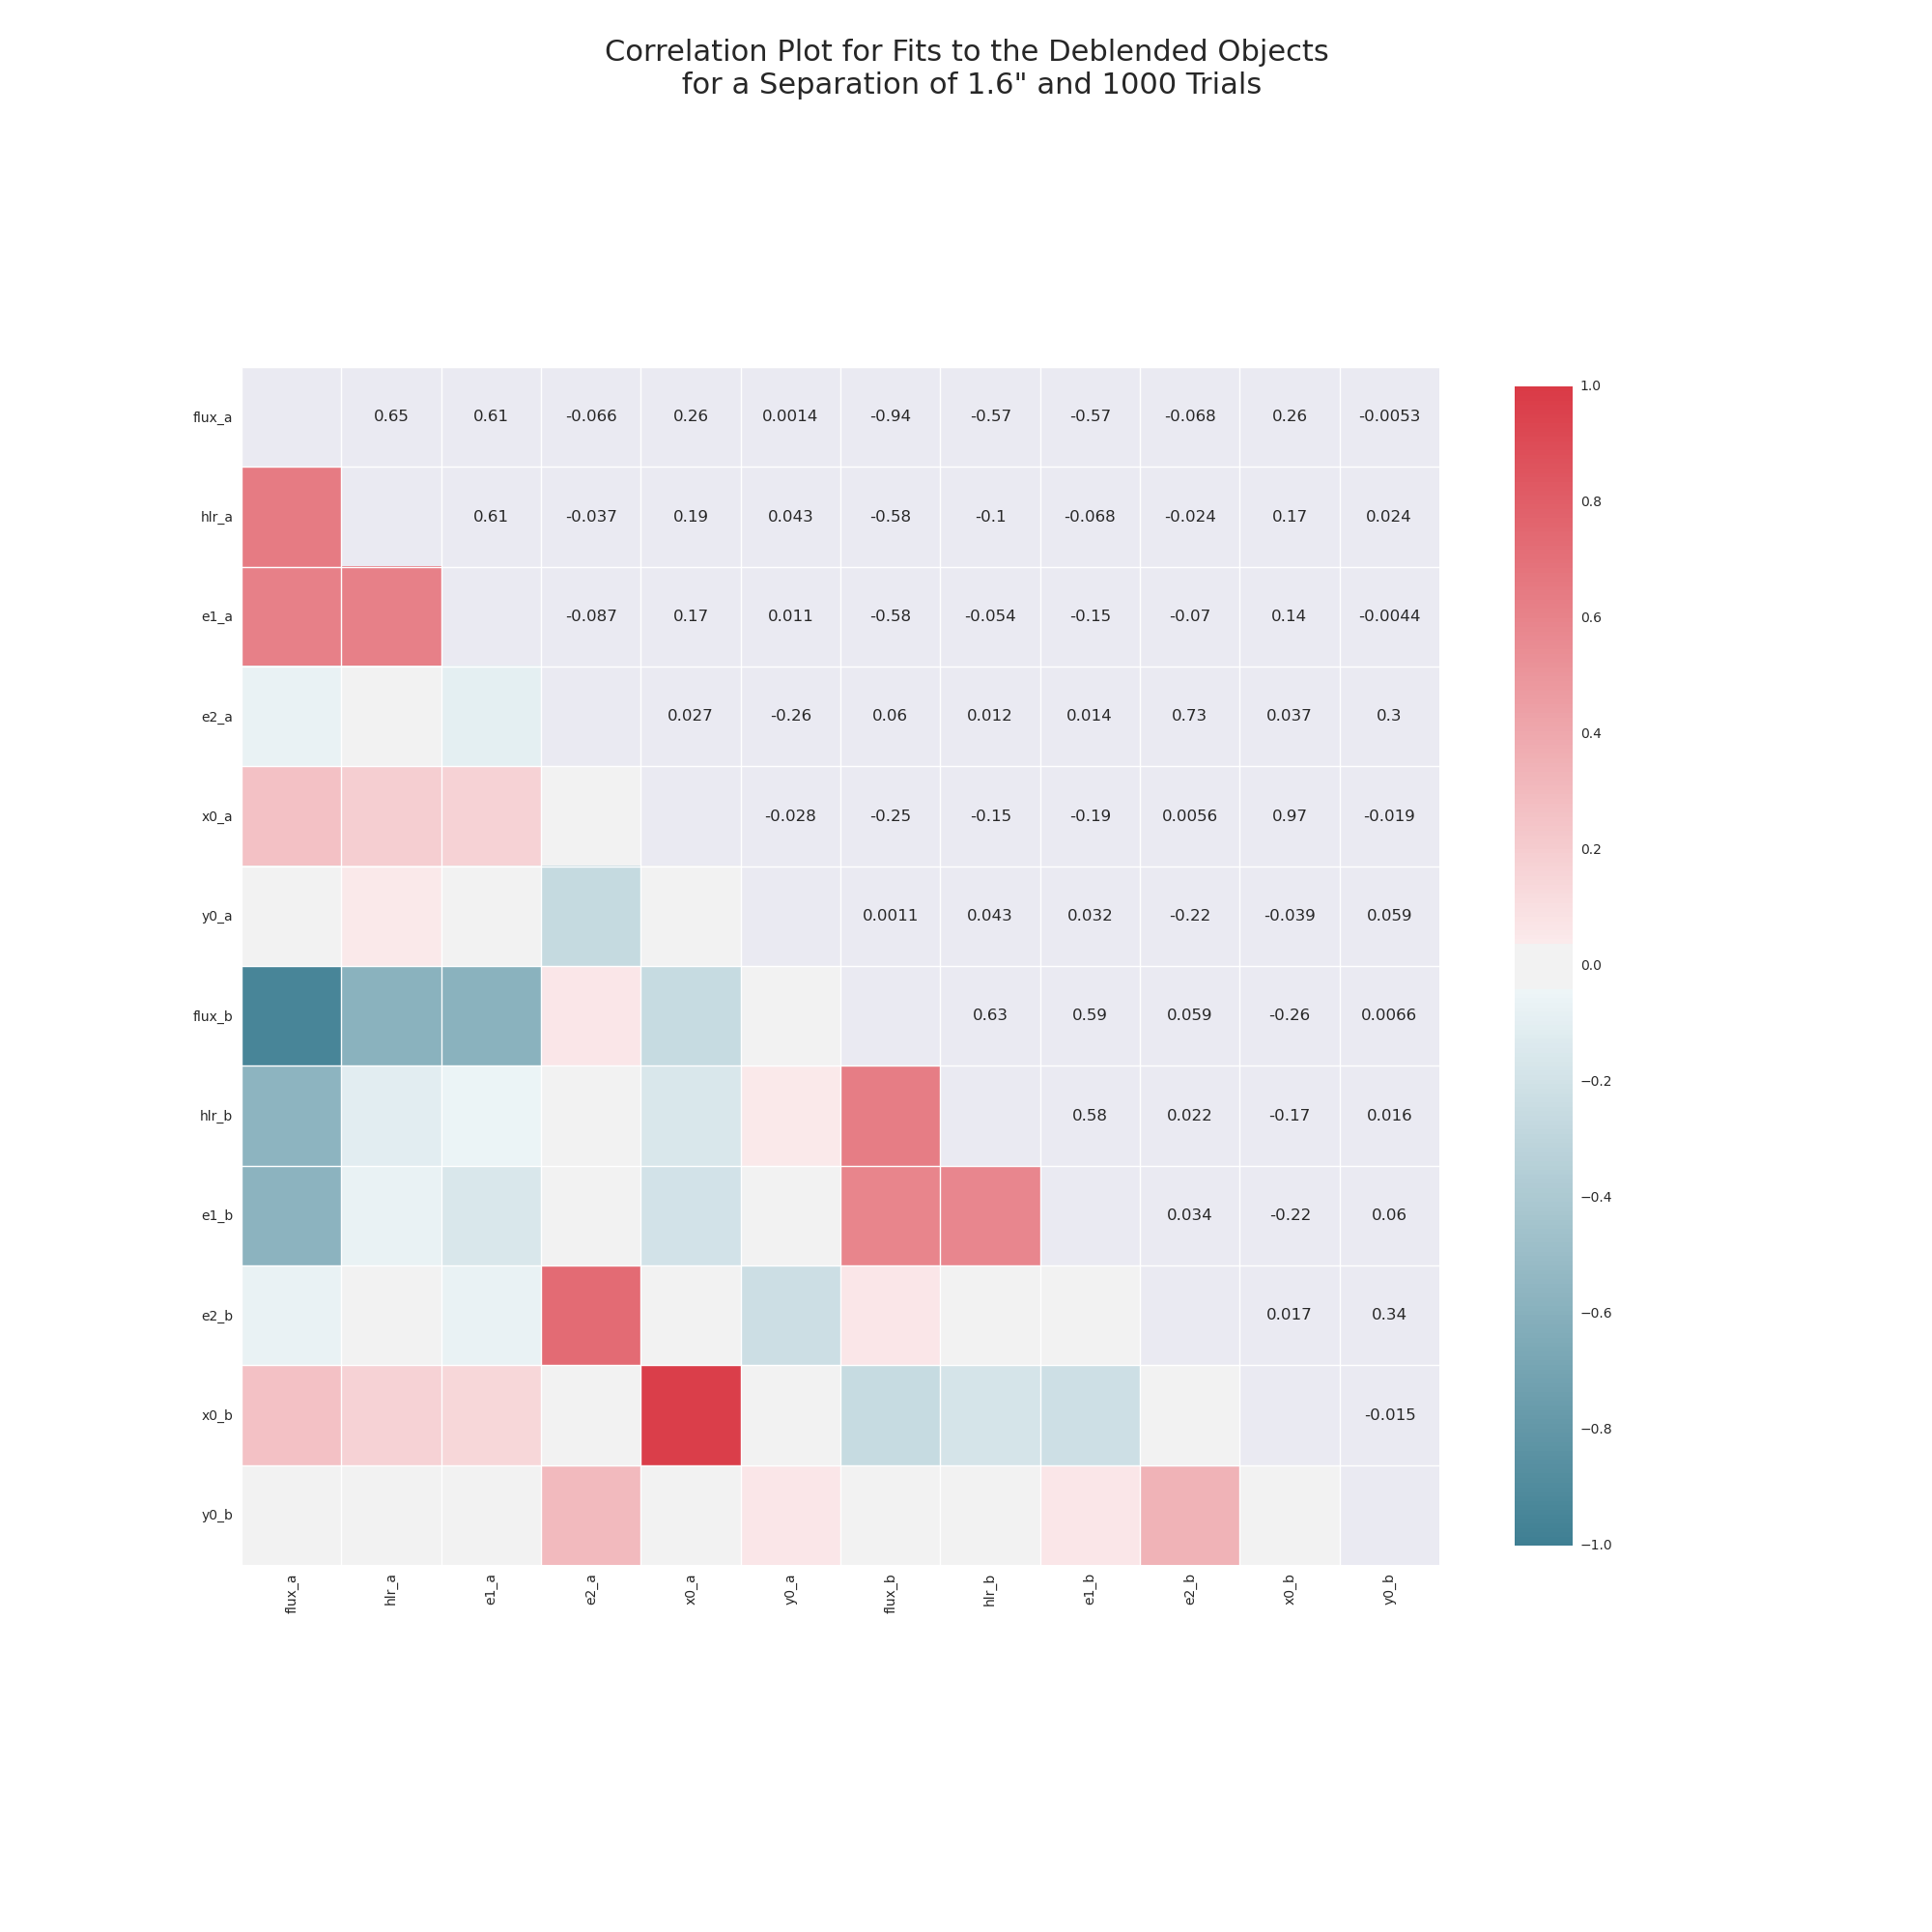 Correlation Plot for Fits to the Deblended Objects
for a Separation of 1.6" and 1000 Trials
flux_a 0.65 0.61 -0.066 0.26 0.0014 -0.94 -0.57 -0.57 -0.068 0.26 -0.0053
hlr_a 0.61 -0.037 0.19 0.043 -0.58 -0.1 -0.068 -0.024 0.17 0.024
e1_a -0.087 0.17 0.011 -0.58 -0.054 -0.15 -0.07 0.14 -0.0044
e2_a 0.027 -0.26 0.06 0.012 0.014 0.73 0.037 0.3
x0_a -0.028 -0.25 -0.15 -0.19 0.0056 0.97 -0.019
y0_a 0.0011 0.043 0.032 -0.22 -0.039 0.059
flux_b 0.63 0.59 0.059 -0.26 0.0066
hlr_b 0.58 0.022 -0.17 0.016
e1_b 0.034 -0.22 0.06
e2_b 0.017 0.34
x0_b -0.015
y0_b
flux_a hlr_a e1_a e2_a x0_a y0_a flux_b hlr_b e1_b e2_b x0_b y0_b
1.0
0.8
0.6
0.4
0.2
0.0
−0.2
−0.4
−0.6
−0.8
−1.0